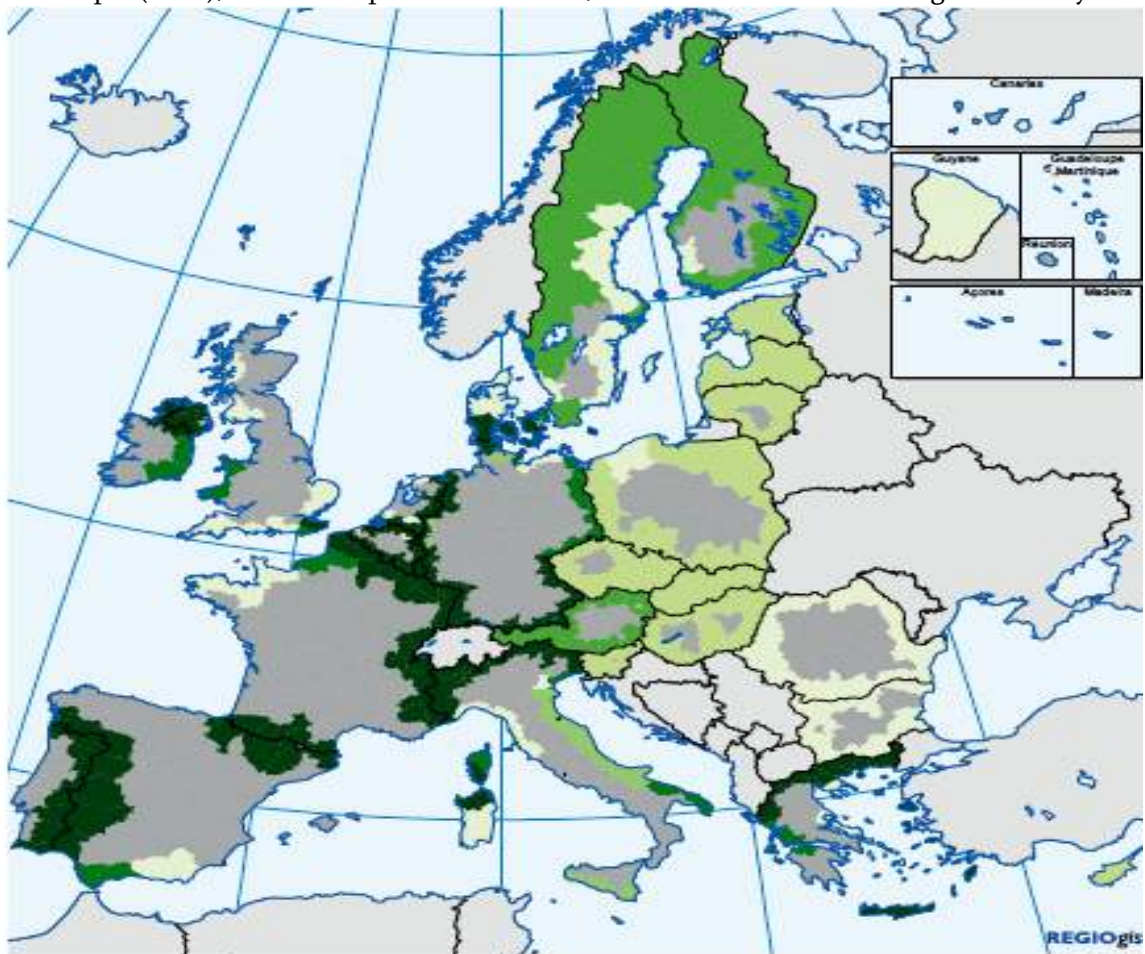 Canarias
Guyane
Guadeloupe
Martinique
Réunion
Açores
Madeira
REGIOgis